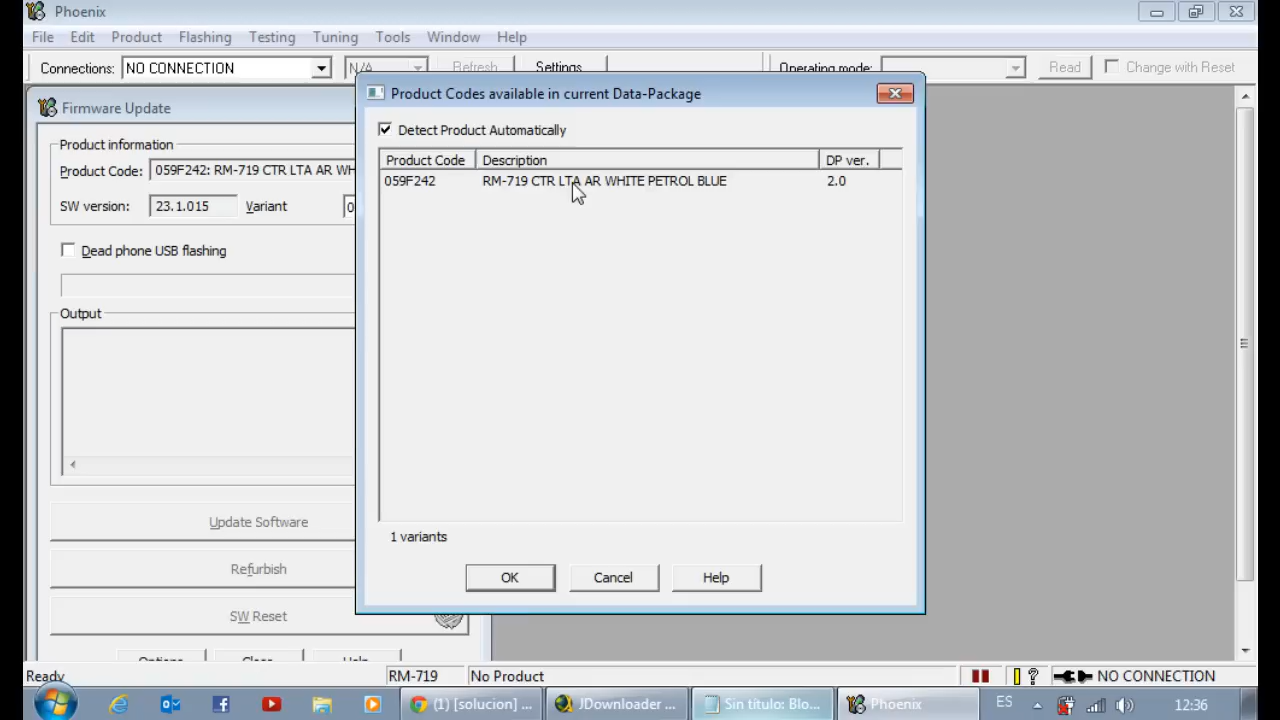 Phoenix
File Edit Product Flashing Testing Tuning Tools Window Help
Connections: NO CONNECTION N/A Refresh Settings Operating mode: Read Change with Reset
Firmware Update
Product information
Product Code: 059F242: RM-719 CTR LTA AR WH
SW version: 23.1.015 Variant 0
Dead phone USB flashing
Output
Update Software
Refurbish
SW Reset
Options Close Help
Product Codes available in current Data-Package
Detect Product Automatically
Product Code Description DP ver.
059F242 RM-719 CTR LTA AR WHITE PETROL BLUE 2.0
1 variants
OK Cancel Help
Ready RM-719 No Product NO CONNECTION
(1) [solucion] ... JDownloader ... Sin título: Blo... Phoenix ES 12:36